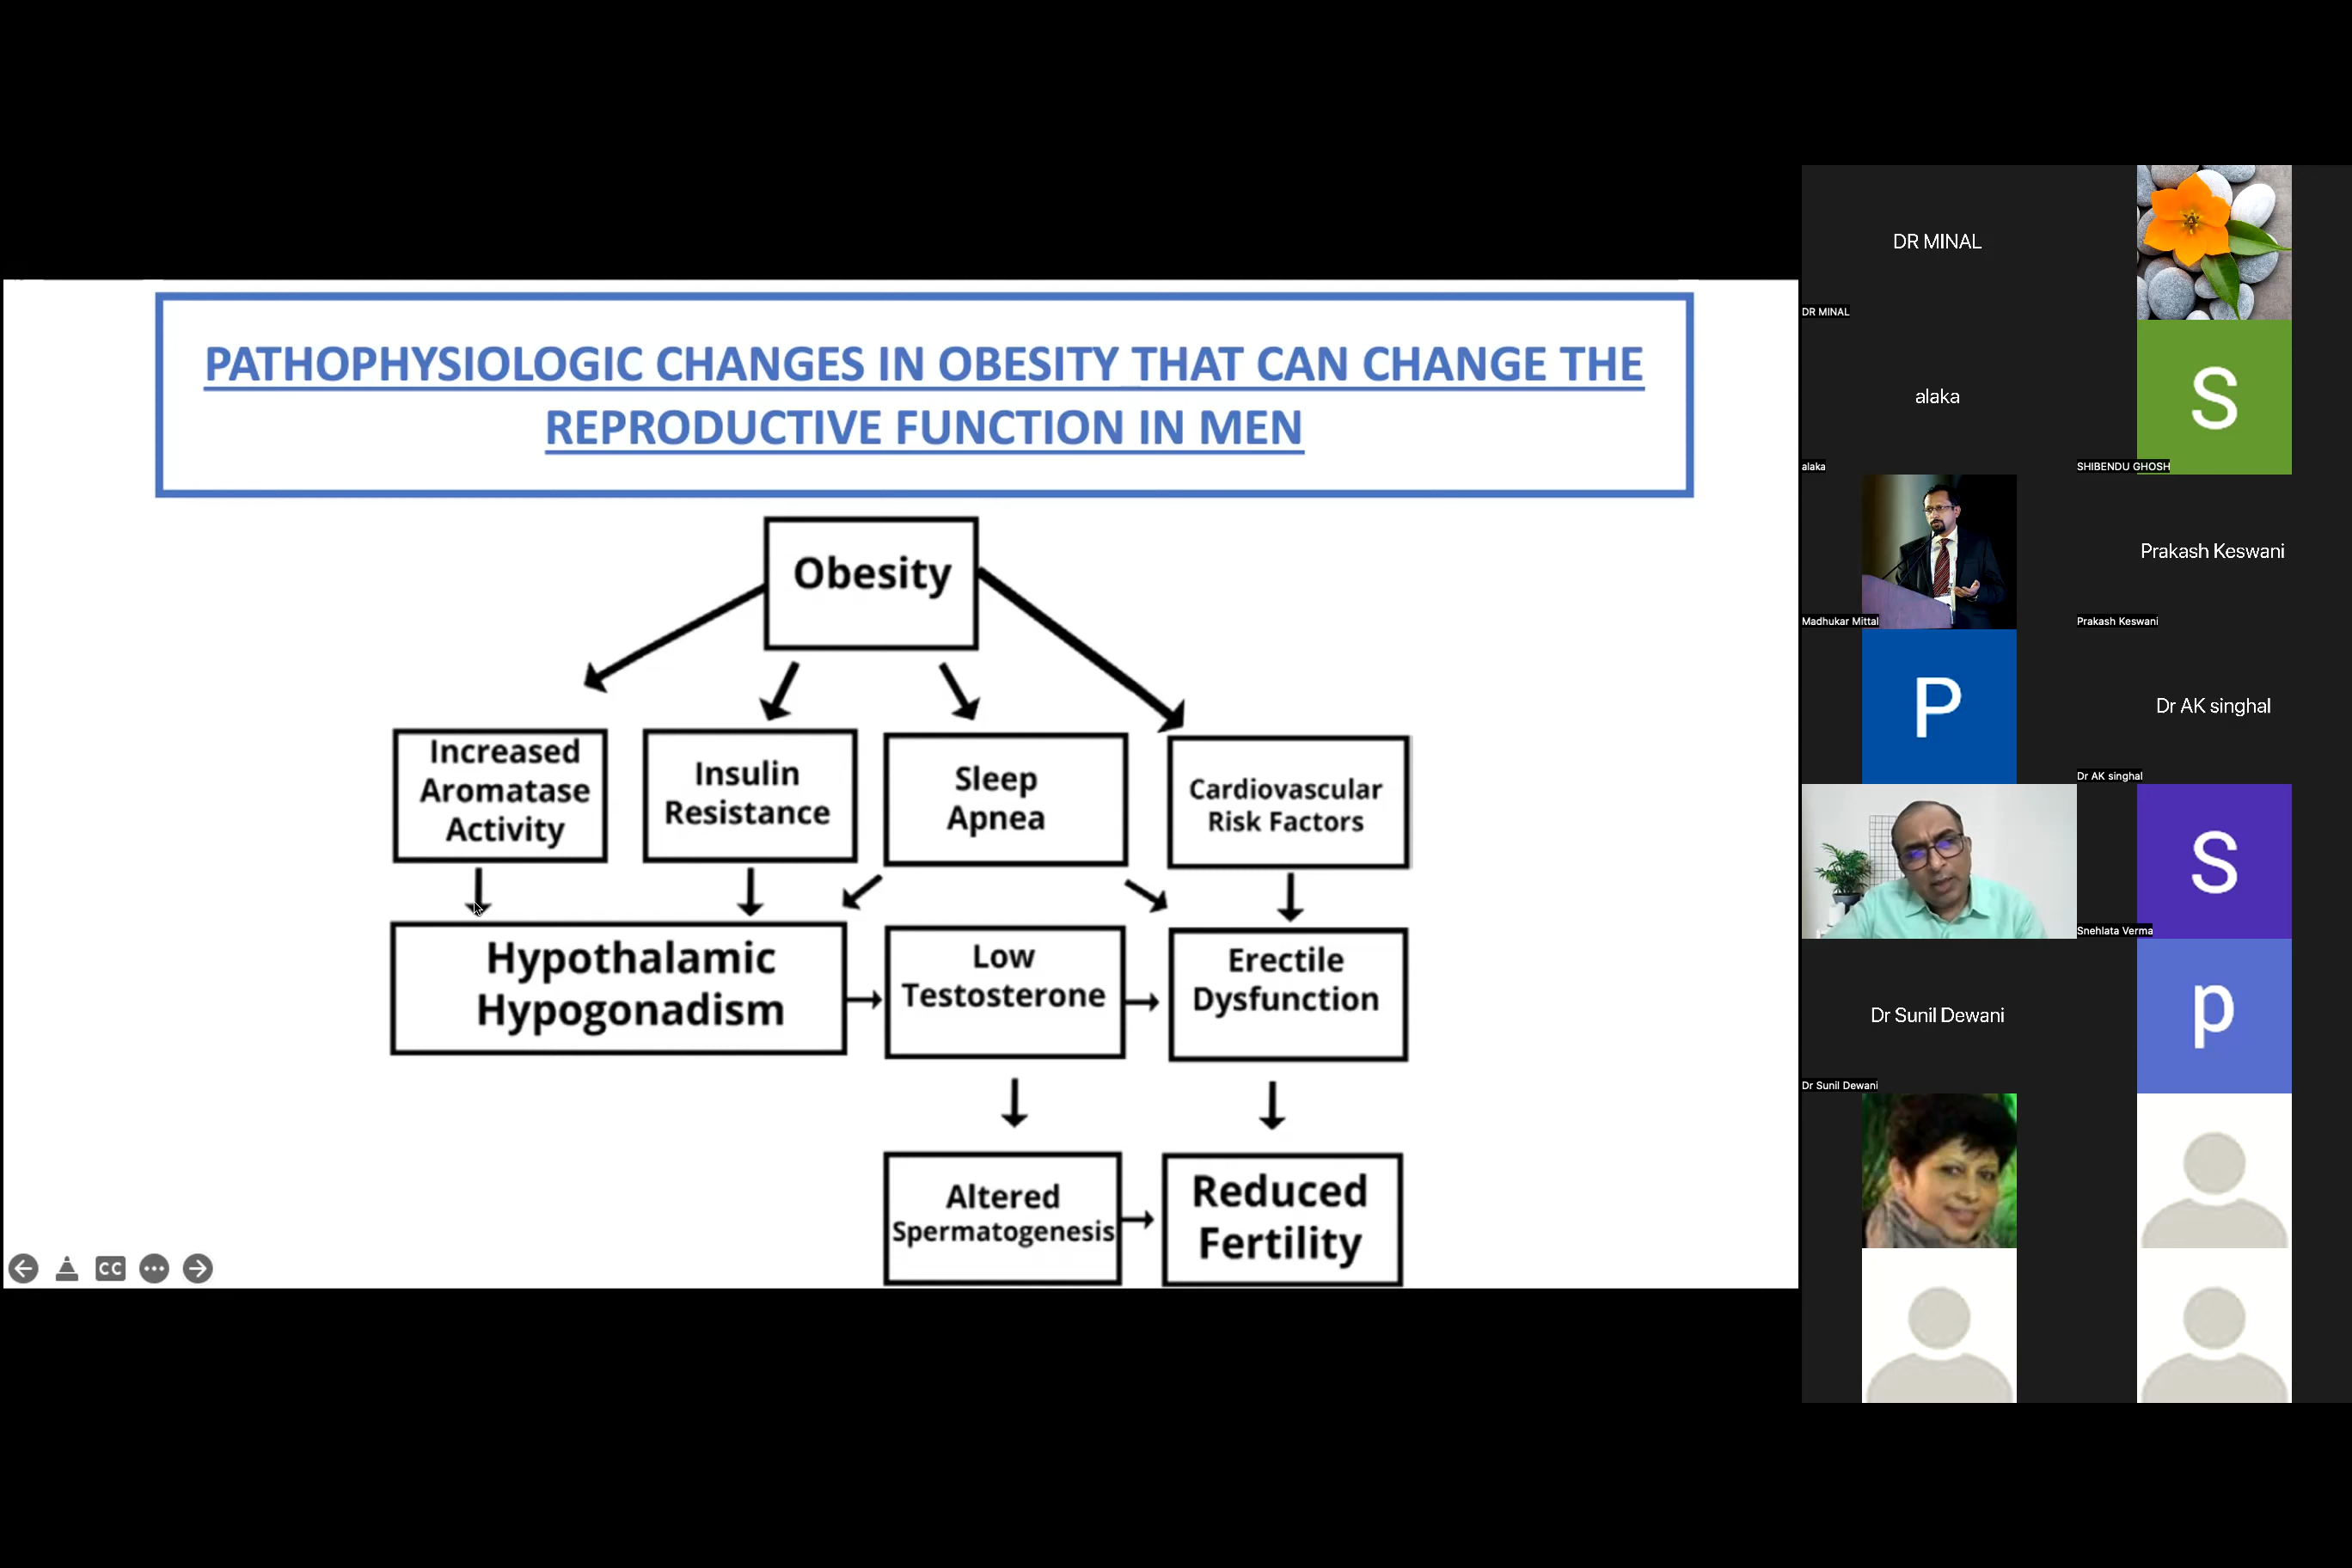 PATHOPHYSIOLOGIC CHANGES IN OBESITY THAT CAN CHANGE THE
REPRODUCTIVE FUNCTION IN MEN
Obesity
Increased
Aromatase
Activity
Insulin
Resistance
Sleep
Apnea
Cardiovascular
Risk Factors
Hypothalamic
Hypogonadism
Low
Testosterone
Erectile
Dysfunction
Altered
Spermatogenesis
Reduced
Fertility
CC
DR MINAL
DR MINAL
alaka
alaka
S
SHIBENDU GHOSH
Madhukar Mittal
Prakash Keswani
Prakash Keswani
P
Dr AK singhal
Dr AK singhal
S
Snehlata Verma
Dr Sunil Dewani
Dr Sunil Dewani
p